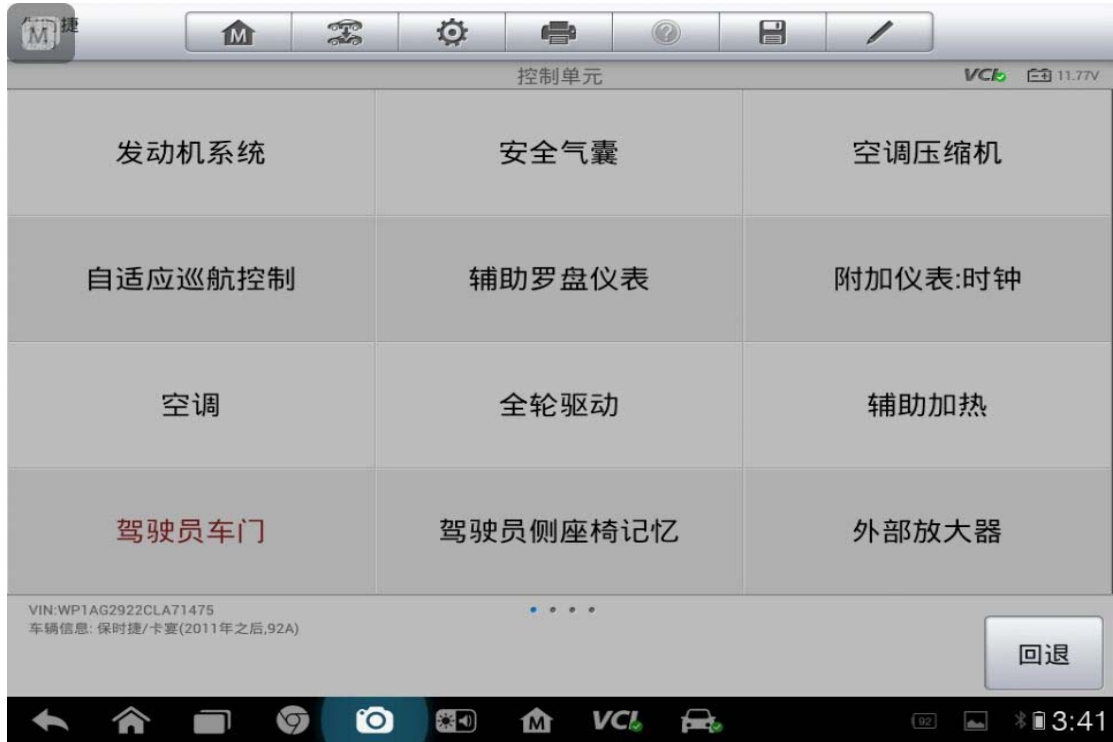 捷
M
M
控制单元
VCI
11.77V
发动机系统
安全气囊
空调压缩机
自适应巡航控制
辅助罗盘仪表
附加仪表:时钟
空调
全轮驱动
辅助加热
驾驶员车门
驾驶员侧座椅记忆
外部放大器
VIN:WP1AG2922CLA71475
车辆信息: 保时捷/卡宴(2011年之后,92A)
回退
M
VCI
92
3:41